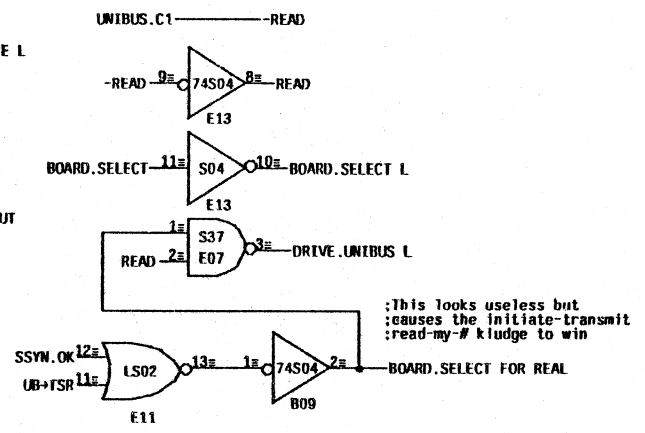 UNIBUS.C1 -READ
E L
-READ 9≡ 74S04 8≡ READ
E13
BOARD.SELECT 11≡ S04 10≡ BOARD.SELECT L
E13
UT
1≡ S37
READ 2≡ E07 3≡ DRIVE.UNIBUS L
;This looks useless but
;causes the initiate-transmit
;read-my-# kludge to win
SSYN.OK 12≡ LS02 13≡ 1≡ 74S04 2≡ BOARD.SELECT FOR REAL
UB→TSR 11≡
B09
E11